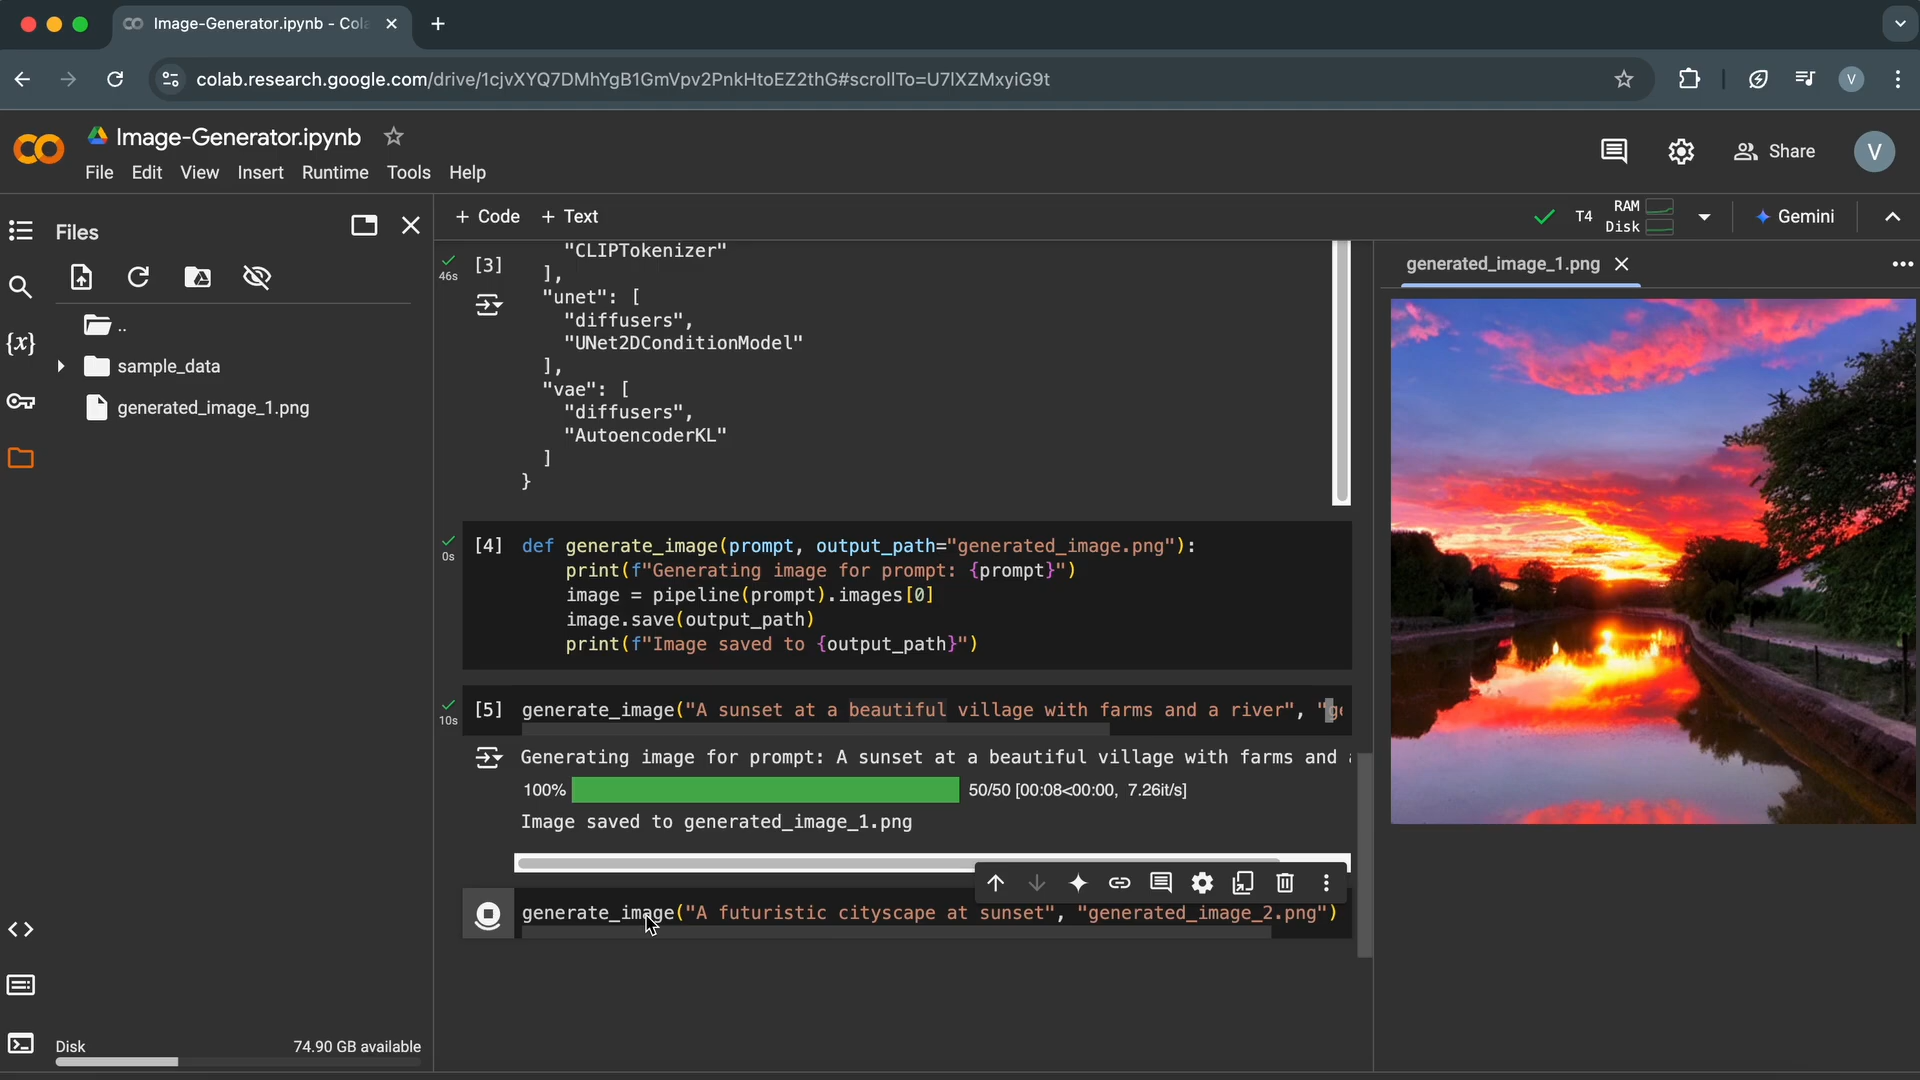 Image-Generator.ipynb - Col
colab.research.google.com/drive/1cjvXYQ7DMhYgB1GmVpv2PnkHtoEZ2thG#scrollTo=U7lXZMxyiG9t
V
Image-Generator.ipynb
File Edit View Insert Runtime Tools Help
Share
V
Files
+ Code + Text
T4
RAM
Disk
Gemini
..
sample_data
generated_image_1.png
Disk
74.90 GB available
"CLIPTokenizer"
46s
[3]
],
"unet": [
"diffusers",
"UNet2DConditionModel"
],
"vae": [
"diffusers",
"AutoencoderKL"
]
}
0s
[4] def generate_image(prompt, output_path="generated_image.png"):
print(f"Generating image for prompt: {prompt}")
image = pipeline(prompt).images[0]
image.save(output_path)
print(f"Image saved to {output_path}")
10s
[5] generate_image("A sunset at a beautiful village with farms and a river", "g
Generating image for prompt: A sunset at a beautiful village with farms and
100% 50/50 [00:08<00:00, 7.26it/s]
Image saved to generated_image_1.png
generate_image("A futuristic cityscape at sunset", "generated_image_2.png")
generated_image_1.png